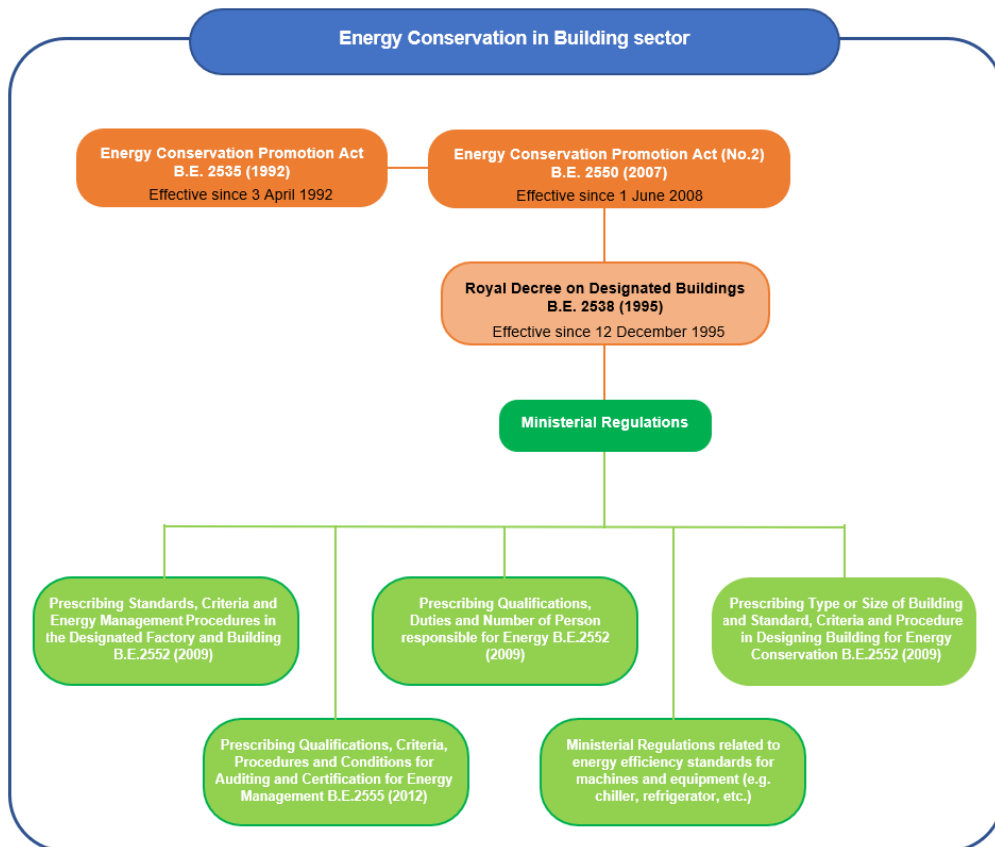 Energy Conservation in Building sector
Energy Conservation Promotion Act
B.E. 2535 (1992)
Effective since 3 April 1992
Energy Conservation Promotion Act (No.2)
B.E. 2550 (2007)
Effective since 1 June 2008
Royal Decree on Designated Buildings
B.E. 2538 (1995)
Effective since 12 December 1995
Ministerial Regulations
Prescribing Standards, Criteria and
Energy Management Procedures in
the Designated Factory and Building
B.E.2552 (2009)
Prescribing Qualifications,
Duties and Number of Person
responsible for Energy B.E.2552
(2009)
Prescribing Type or Size of Building
and Standard, Criteria and Procedure
in Designing Building for Energy
Conservation B.E.2552 (2009)
Prescribing Qualifications, Criteria,
Procedures and Conditions for
Auditing and Certification for Energy
Management B.E.2555 (2012)
Ministerial Regulations related to
energy efficiency standards for
machines and equipment (e.g.
chiller, refrigerator, etc.)